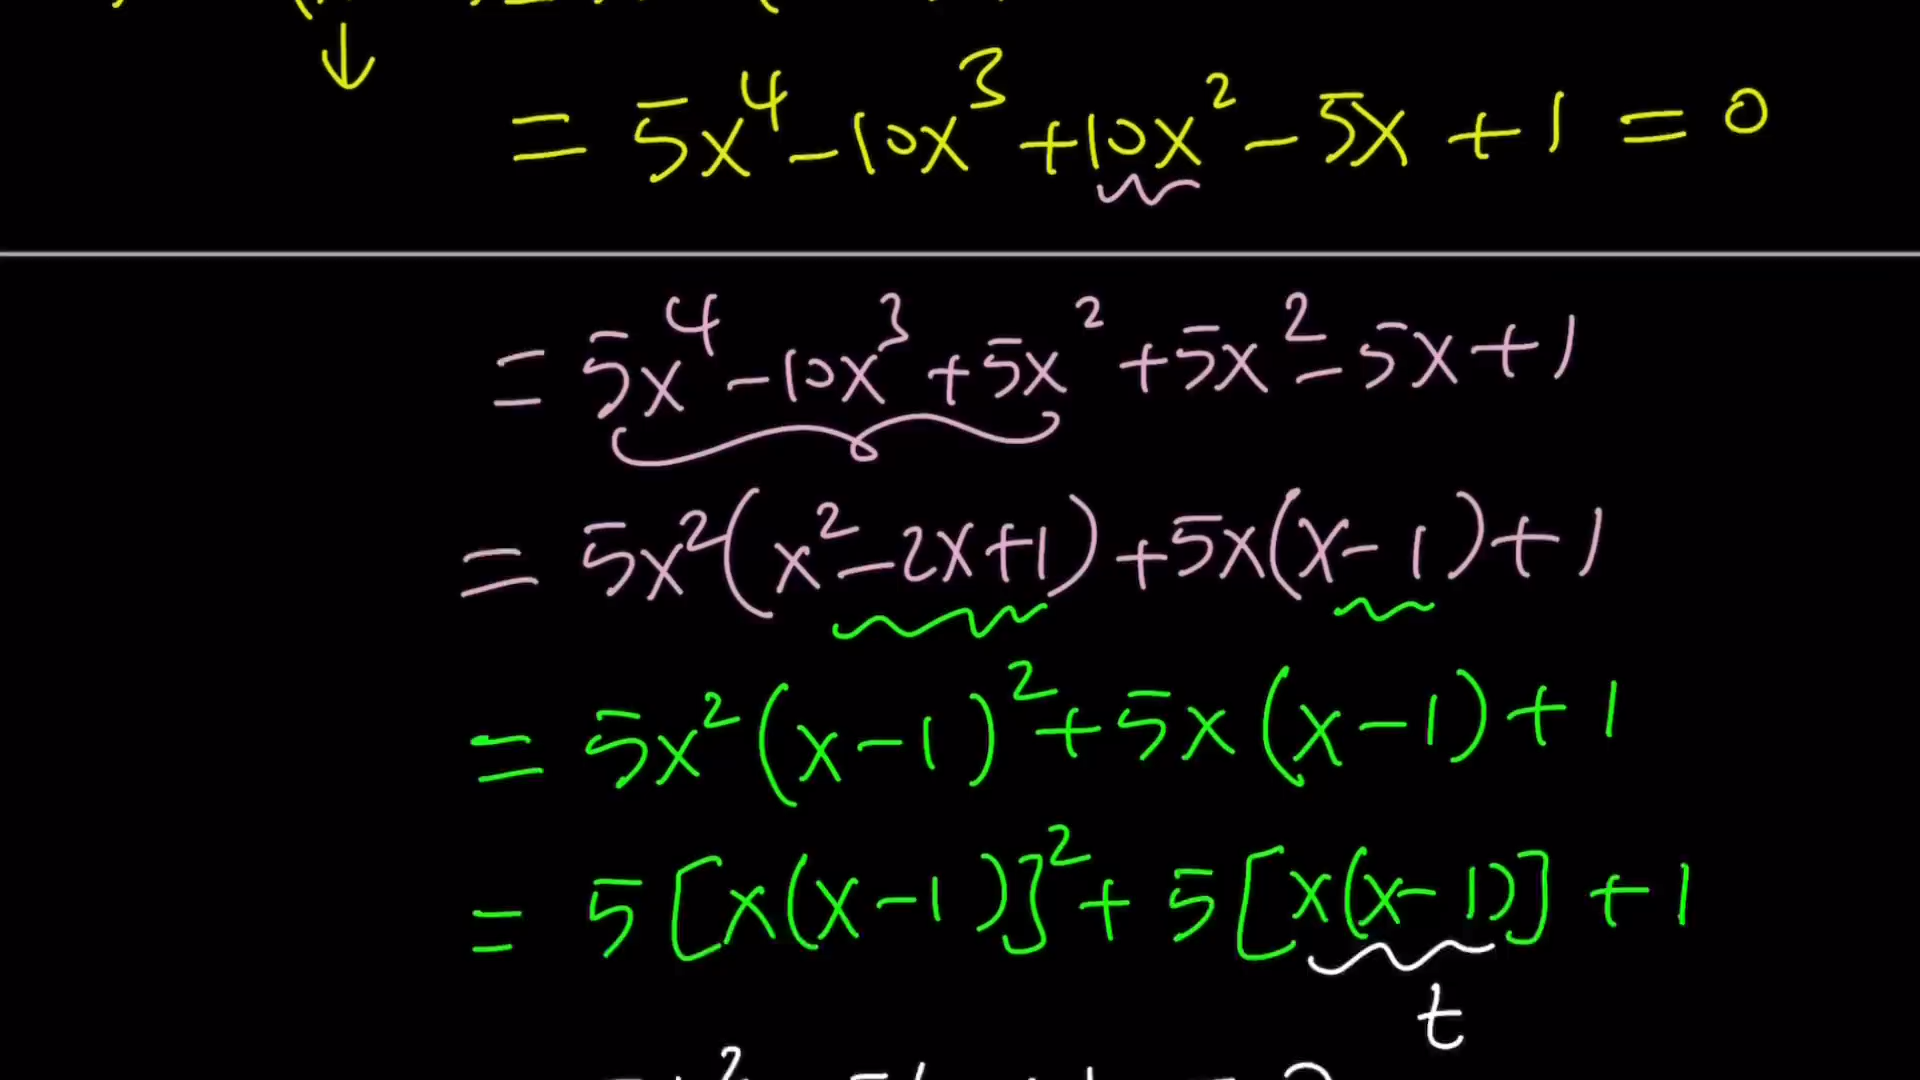 = 5x⁴ - 10x³ + 10x² - 5x + 1 = 0
= 5x⁴ - 10x³ + 5x² + 5x² - 5x + 1
= 5x²(x² - 2x + 1) + 5x(x - 1) + 1
= 5x²(x - 1)² + 5x(x - 1) + 1
= 5[x(x - 1)]² + 5[x(x - 1)] + 1
t